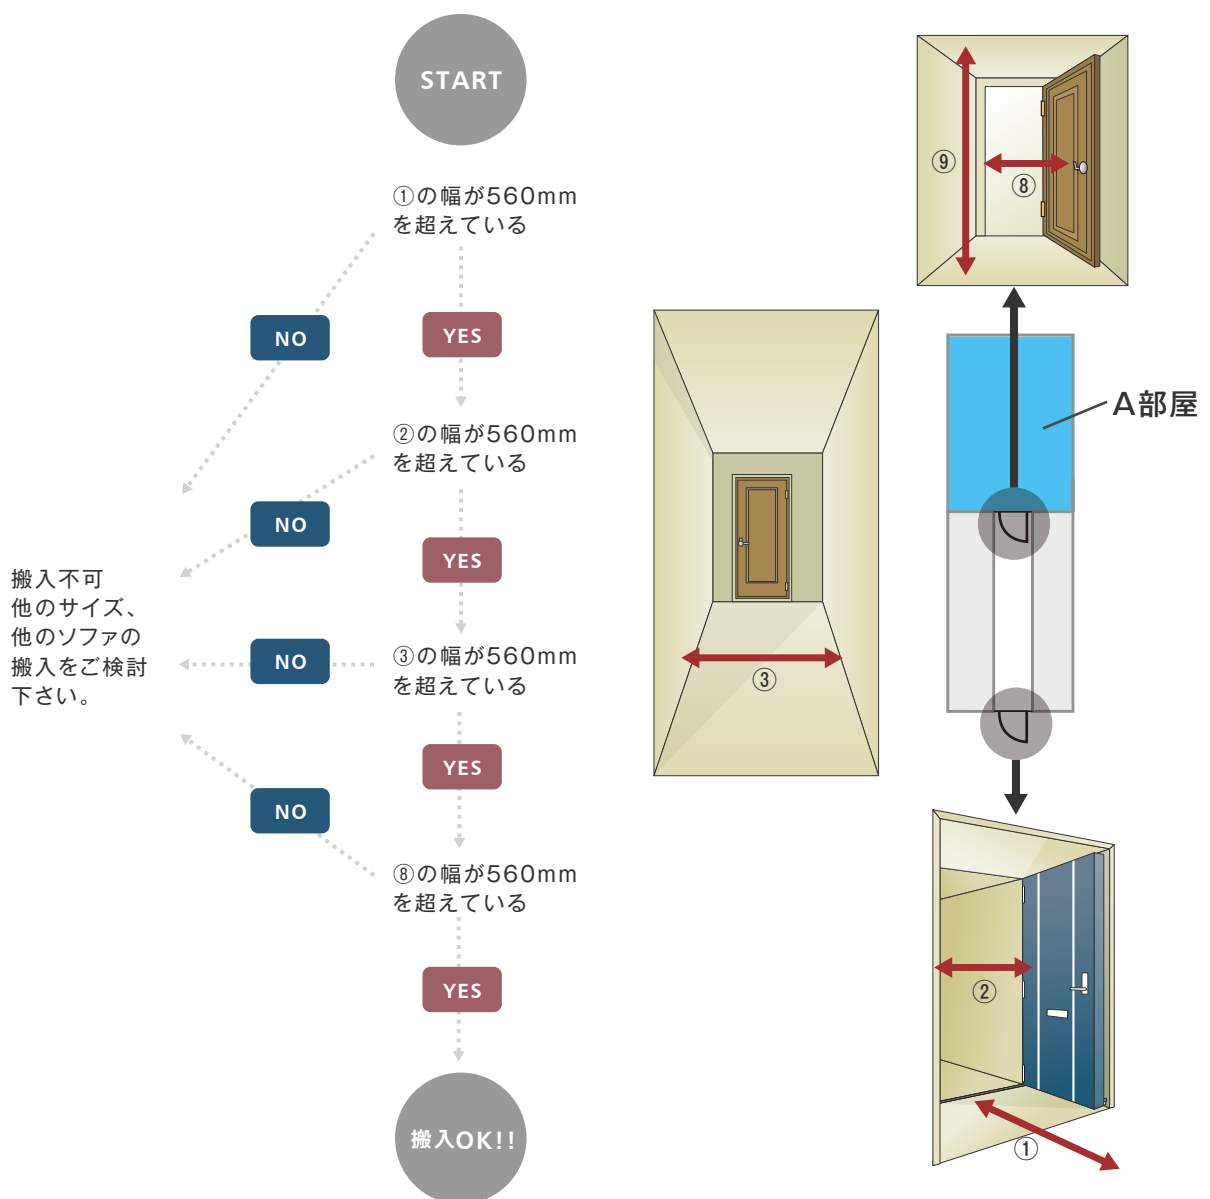 START
①の幅が560mm
を超えている
NO
YES
②の幅が560mm
を超えている
NO
YES
③の幅が560mm
を超えている
NO
YES
⑧の幅が560mm
を超えている
NO
YES
搬入OK!!
搬入不可
他のサイズ、
他のソファの
搬入をご検討
下さい。
③
⑨
⑧
A部屋
②
①